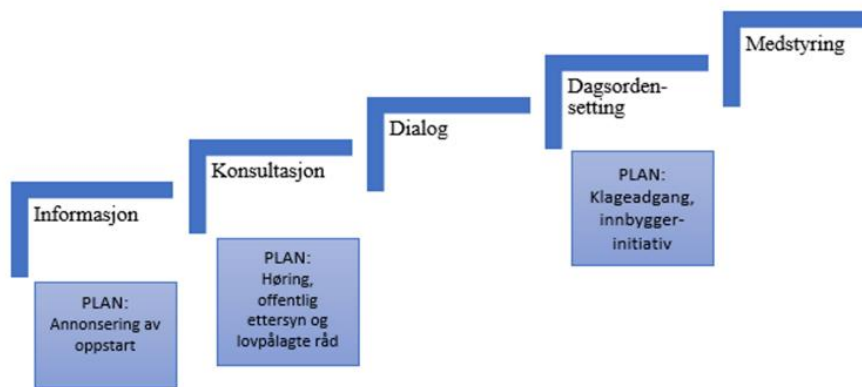 Informasjon
PLAN:
Annonsering av
oppstart
Konsultasjon
PLAN:
Høring,
offentlig
ettersyn og
lovpålagte råd
Dialog
Dagsorden-
setting
PLAN:
Klageadgang,
innbygger-
initiativ
Medstyring